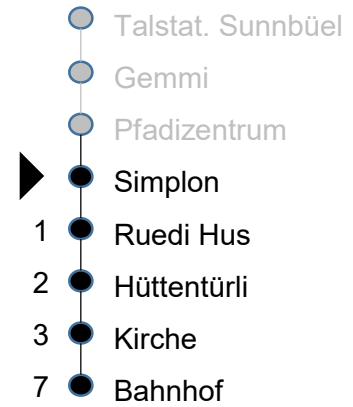 Talstat. Sunnbüel
Gemmi
Pfadizentrum
Simplon
1 Ruedi Hus
2 Hüttentürli
3 Kirche
7 Bahnhof